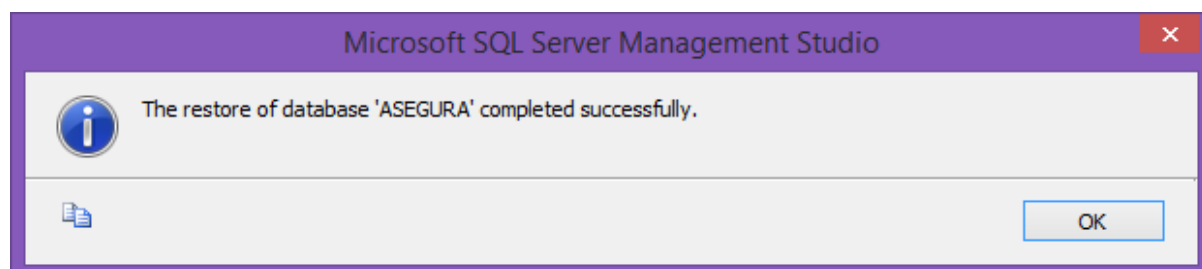 Microsoft SQL Server Management Studio
The restore of database 'ASEGURA' completed successfully.
OK